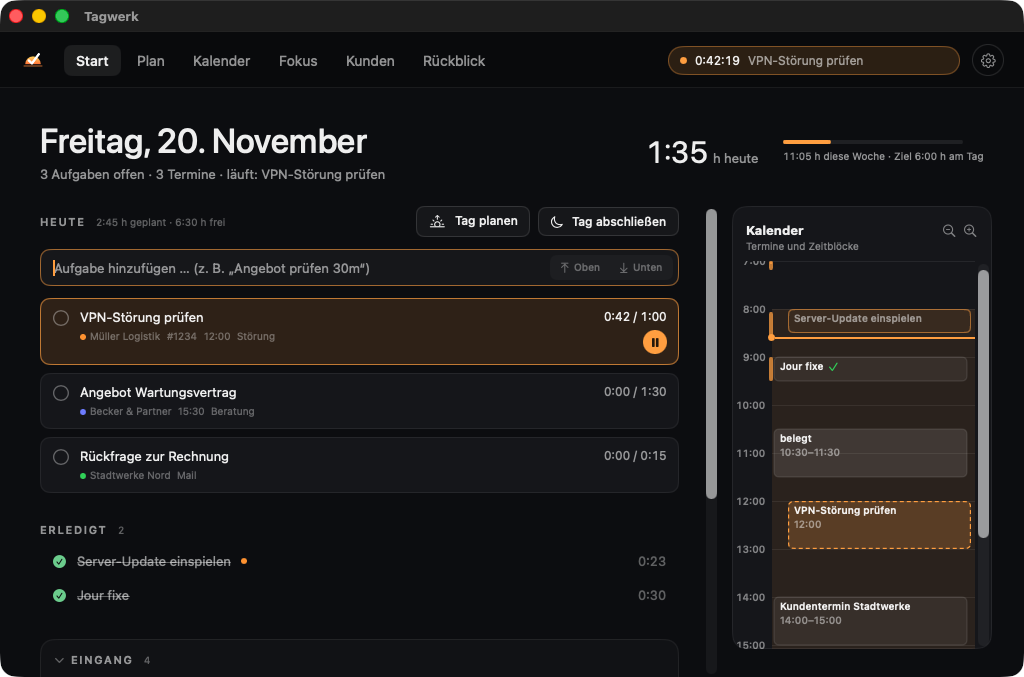 Tagwerk
Start Plan Kalender Fokus Kunden Rückblick
0:42:19 VPN-Störung prüfen
Freitag, 20. November
3 Aufgaben offen · 3 Termine · läuft: VPN-Störung prüfen
1:35 h heute
11:05 h diese Woche · Ziel 6:00 h am Tag
HEUTE 2:45 h geplant · 6:30 h frei
Tag planen
Tag abschließen
Aufgabe hinzufügen … (z. B. „Angebot prüfen 30m“)
Oben
Unten
VPN-Störung prüfen 0:42 / 1:00
Müller Logistik #1234 12:00 Störung
Angebot Wartungsvertrag 0:00 / 1:30
Becker & Partner 15:30 Beratung
Rückfrage zur Rechnung 0:00 / 0:15
Stadtwerke Nord Mail
ERLEDIGT 2
Server-Update einspielen 0:23
Jour fixe 0:30
EINGANG 4
Kalender
Termine und Zeitblöcke
7:00
8:00
Server-Update einspielen
9:00
Jour fixe
10:00
belegt
10:30–11:30
11:00
12:00
VPN-Störung prüfen
12:00
13:00
14:00
Kundentermin Stadtwerke
14:00–15:00
15:00